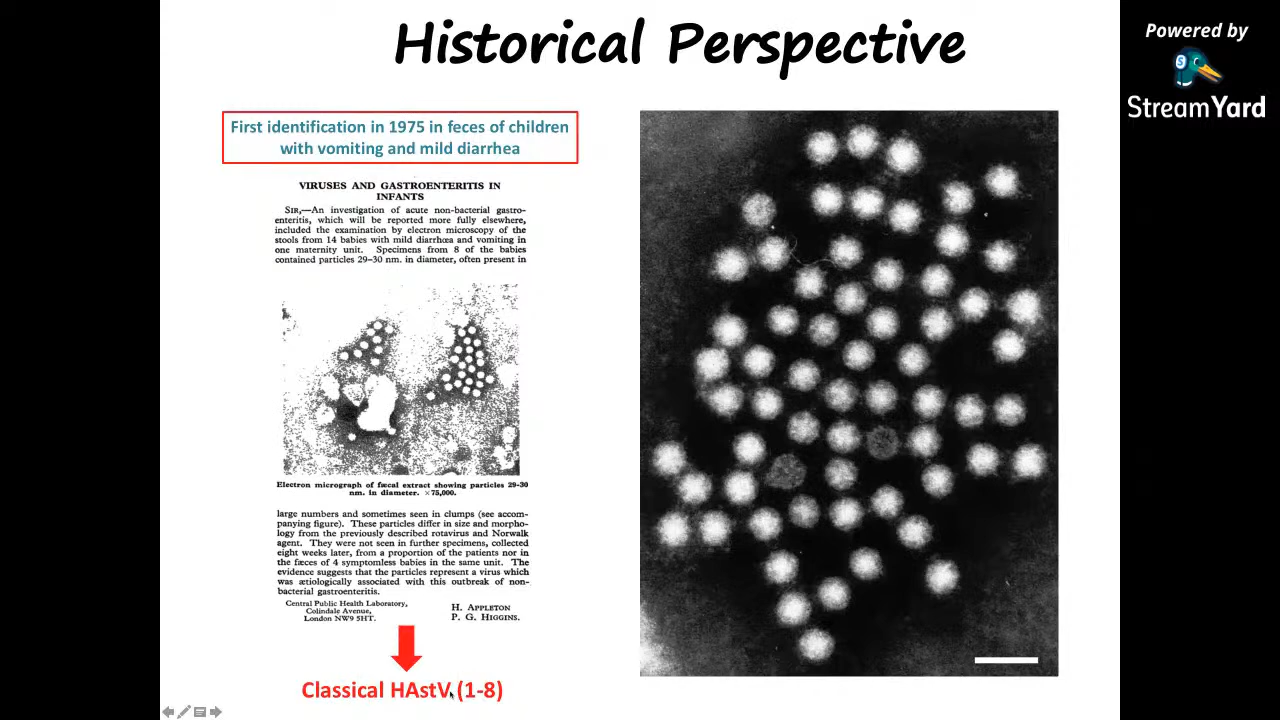 Historical Perspective
Powered by
StreamYard
First identification in 1975 in feces of children
with vomiting and mild diarrhea
VIRUSES AND GASTROENTERITIS IN
INFANTS
SIR,—An investigation of acute non-bacterial gastro-
enteritis, which will be reported more fully elsewhere,
included the examination by electron microscopy of the
stools from 14 babies with mild diarrhœa and vomiting in
one maternity unit. Specimens from 8 of the babies
contained particles 29–30 nm. in diameter, often present in
Electron micrograph of fæcal extract showing particles 29-30
nm. in diameter. ×75,000.
large numbers and sometimes seen in clumps (see accom-
panying figure). These particles differ in size and morpho-
logy from the previously described rotavirus and Norwalk
agent. They were not seen in further specimens, collected
eight weeks later, from a proportion of the patients nor in
the fæces of 4 symptomless babies in the same unit. The
evidence suggests that the particles represent a virus which
was ætiologically associated with this outbreak of non-
bacterial gastroenteritis.
Central Public Health Laboratory,
Colindale Avenue,
London NW9 5HT.
H. APPLETON
P. G. HIGGINS.
Classical HAstV (1-8)